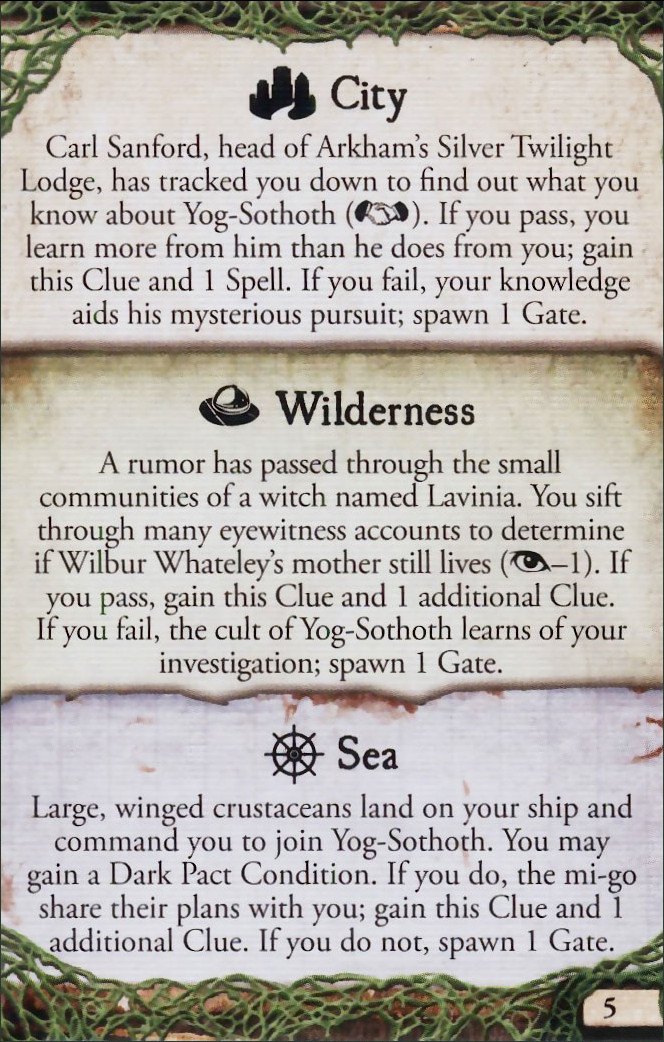 City
Carl Sanford, head of Arkham's Silver Twilight
Lodge, has tracked you down to find out what you
know about Yog-Sothoth ( ). If you pass, you
learn more from him than he does from you; gain
this Clue and 1 Spell. If you fail, your knowledge
aids his mysterious pursuit; spawn 1 Gate.
Wilderness
A rumor has passed through the small
communities of a witch named Lavinia. You sift
through many eyewitness accounts to determine
if Wilbur Whateley's mother still lives ( –1). If
you pass, gain this Clue and 1 additional Clue.
If you fail, the cult of Yog-Sothoth learns of your
investigation; spawn 1 Gate.
Sea
Large, winged crustaceans land on your ship and
command you to join Yog-Sothoth. You may
gain a Dark Pact Condition. If you do, the mi-go
share their plans with you; gain this Clue and 1
additional Clue. If you do not, spawn 1 Gate.
5